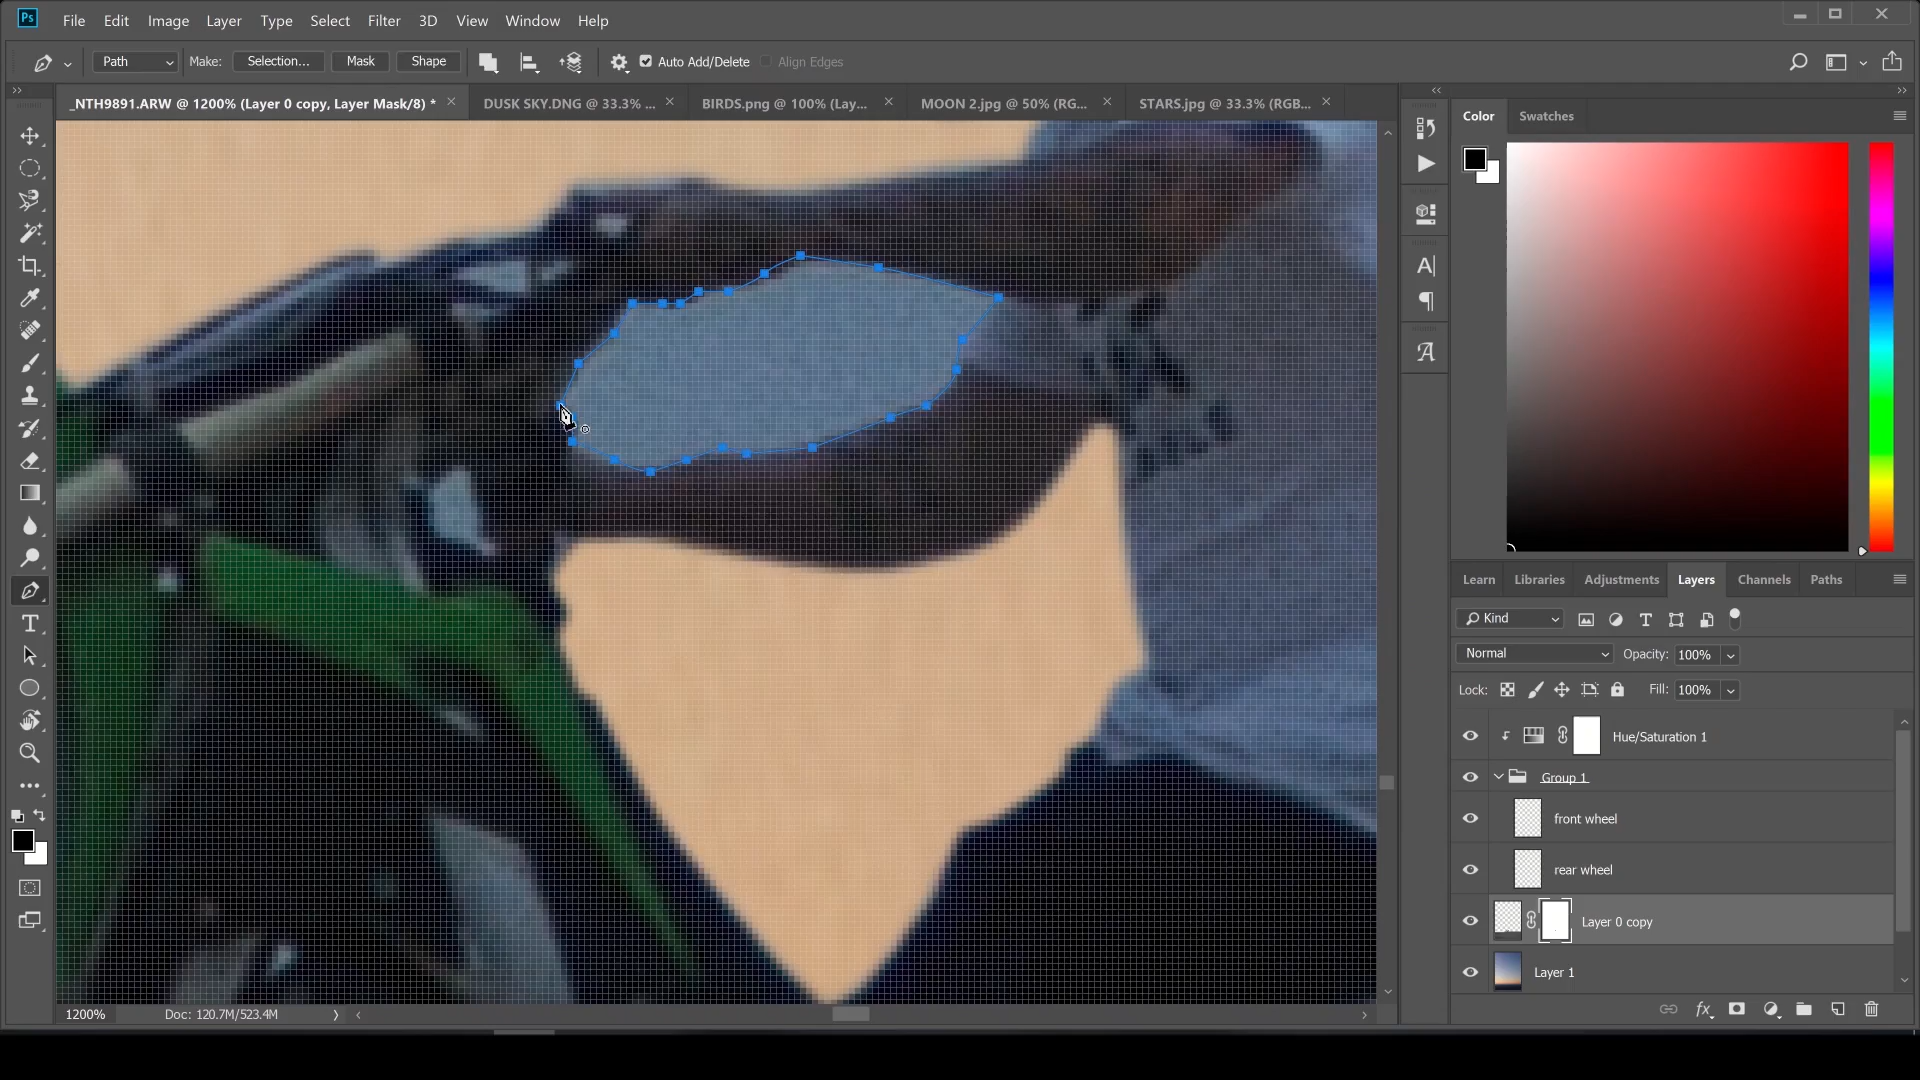 Ps File Edit Image Layer Type Select Filter 3D View Window Help
Path Make: Selection... Mask Shape Auto Add/Delete Align Edges
_NTH9891.ARW @ 1200% (Layer 0 copy, Layer Mask/8) * DUSK SKY.DNG @ 33.3% ... BIRDS.png @ 100% (Lay... MOON 2.jpg @ 50% (RG... STARS.jpg @ 33.3% (RGB...
Color Swatches
Learn Libraries Adjustments Layers Channels Paths
Kind
Normal Opacity: 100%
Lock: Fill: 100%
Hue/Saturation 1
Group 1
front wheel
rear wheel
Layer 0 copy
Layer 1
1200% Doc: 120.7M/523.4M